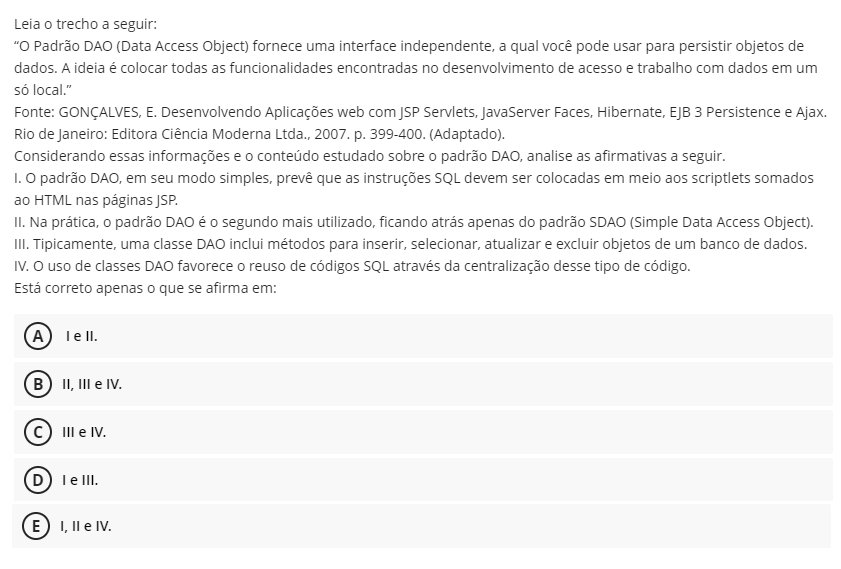 Leia o trecho a seguir:
“O Padrão DAO (Data Access Object) fornece uma interface independente, a qual você pode usar para persistir objetos de
dados. A ideia é colocar todas as funcionalidades encontradas no desenvolvimento de acesso e trabalho com dados em um
só local.”
Fonte: GONÇALVES, E. Desenvolvendo Aplicações web com JSP Servlets, JavaServer Faces, Hibernate, EJB 3 Persistence e Ajax.
Rio de Janeiro: Editora Ciência Moderna Ltda., 2007. p. 399-400. (Adaptado).
Considerando essas informações e o conteúdo estudado sobre o padrão DAO, analise as afirmativas a seguir.
I. O padrão DAO, em seu modo simples, prevê que as instruções SQL devem ser colocadas em meio aos scriptlets somados
ao HTML nas páginas JSP.
II. Na prática, o padrão DAO é o segundo mais utilizado, ficando atrás apenas do padrão SDAO (Simple Data Access Object).
III. Tipicamente, uma classe DAO inclui métodos para inserir, selecionar, atualizar e excluir objetos de um banco de dados.
IV. O uso de classes DAO favorece o reuso de códigos SQL através da centralização desse tipo de código.
Está correto apenas o que se afirma em:
A I e II.
B II, III e IV.
C III e IV.
D I e III.
E I, II e IV.